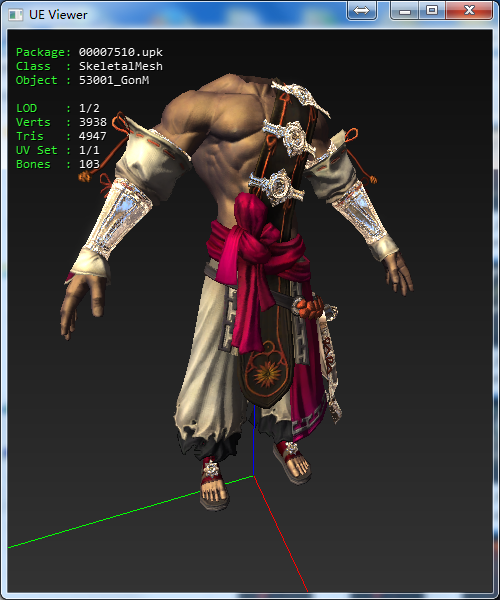 UE Viewer
Package: 00007510.upk
Class : SkeletalMesh
Object : 53001_GonM
LOD : 1/2
Verts : 3938
Tris : 4947
UV Set : 1/1
Bones : 103